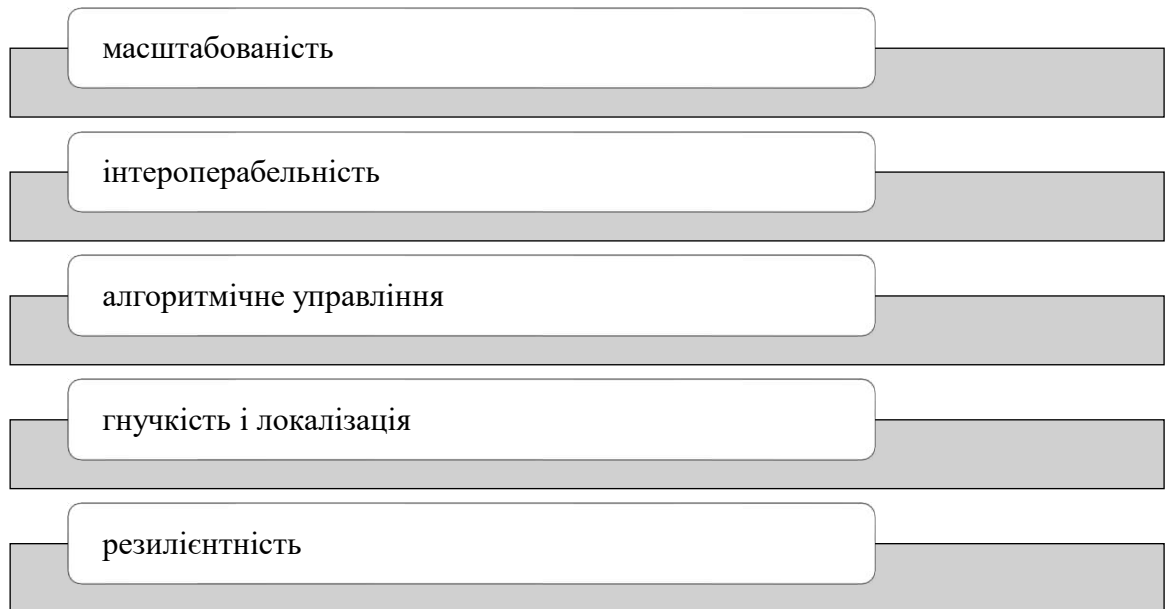 масштабованість
інтероперабельність
алгоритмічне управління
гнучкість і локалізація
резилієнтність